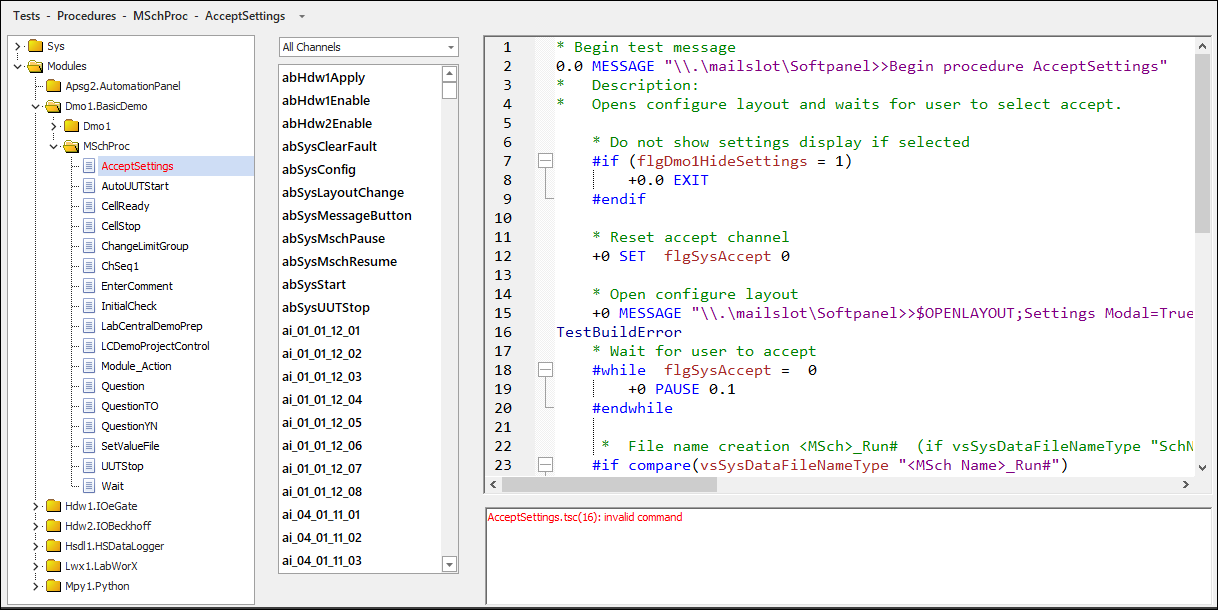 Tests - Procedures - MSchProc - AcceptSettings
Sys
Modules
Apsg2.AutomationPanel
Dmo1.BasicDemo
Dmo1
MSchProc
AcceptSettings
AutoUUTStart
CellReady
CellStop
ChangeLimitGroup
ChSeq1
EnterComment
InitialCheck
LabCentralDemoPrep
LCDemoProjectControl
Module_Action
Question
QuestionTO
QuestionYN
SetValueFile
UUTStop
Wait
Hdw1.IOeGate
Hdw2.IOBeckhoff
Hsdl1.HSDataLogger
Lwx1.LabWorX
Mpy1.Python
All Channels
abHdw1Apply
abHdw1Enable
abHdw2Enable
abSysClearFault
abSysConfig
abSysLayoutChange
abSysMessageButton
abSysMschPause
abSysMschResume
abSysStart
abSysUUTStop
ai_01_01_12_01
ai_01_01_12_02
ai_01_01_12_03
ai_01_01_12_04
ai_01_01_12_05
ai_01_01_12_06
ai_01_01_12_07
ai_01_01_12_08
ai_04_01_11_01
ai_04_01_11_02
ai_04_01_11_03
1 * Begin test message
2 0.0 MESSAGE "\\.\mailslot\Softpanel>>Begin procedure AcceptSettings"
3 * Description:
4 * Opens configure layout and waits for user to select accept.
5
6 * Do not show settings display if selected
7 #if (flgDmo1HideSettings = 1)
8 +0.0 EXIT
9 #endif
10
11 * Reset accept channel
12 +0 SET flgSysAccept 0
13
14 * Open configure layout
15 +0 MESSAGE "\\.\mailslot\Softpanel>>$OPENLAYOUT;Settings Modal=True
16 TestBuildError
17 * Wait for user to accept
18 #while flgSysAccept = 0
19 +0 PAUSE 0.1
20 #endwhile
21
22 * File name creation <MSch>_Run# (if vsSysDataFileNameType "SchN
23 #if compare(vsSysDataFileNameType "<MSch Name>_Run#")
AcceptSettings.tsc(16): invalid command